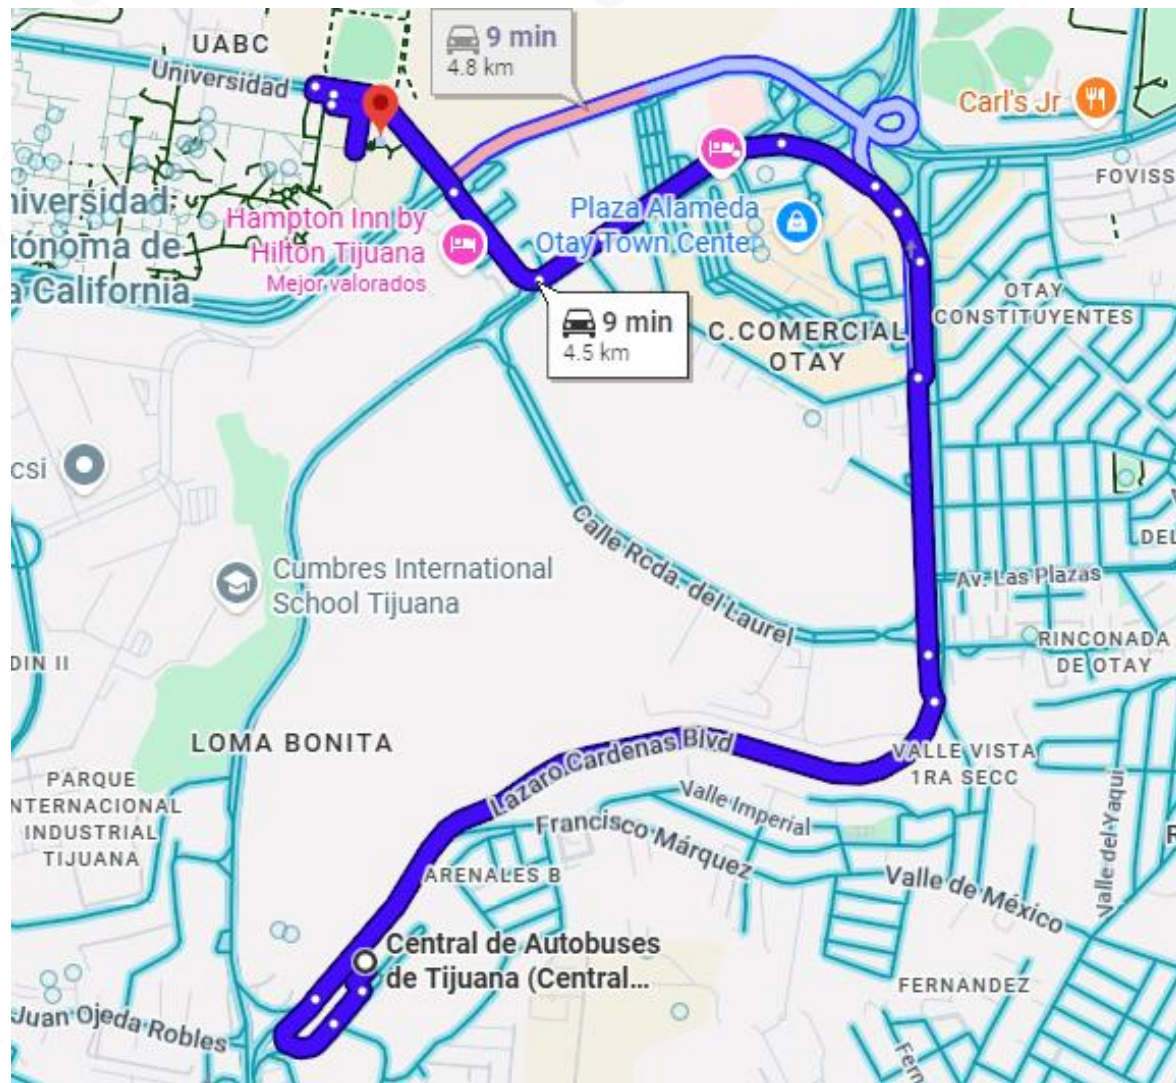 UABC
Universidad
9 min
4.8 km
Carl's Jr
FOVISS
niversidad
tónoma de
a California
Hampton Inn by
Hilton Tijuana
Mejor valorados
Plaza Alameda
Otay Town Center
9 min
4.5 km
C.COMERCIAL
OTAY
OTAY
CONSTITUYENTES
csi
DEL
Calle Rcda. del Laurel
Av. Las Plazas
Cumbres International
School Tijuana
RINCONADA
DE OTAY
DIN II
LOMA BONITA
Lazaro Cardenas Blvd
VALLE VISTA
1RA SECC
PARQUE
NTERNACIONAL
INDUSTRIAL
TIJUANA
Valle Imperial
Francisco Márquez
Valle del Yaqui
ARENALES B
Valle de México
Central de Autobuses
de Tijuana (Central...
FERNANDEZ
Juan Ojeda Robles
Fern